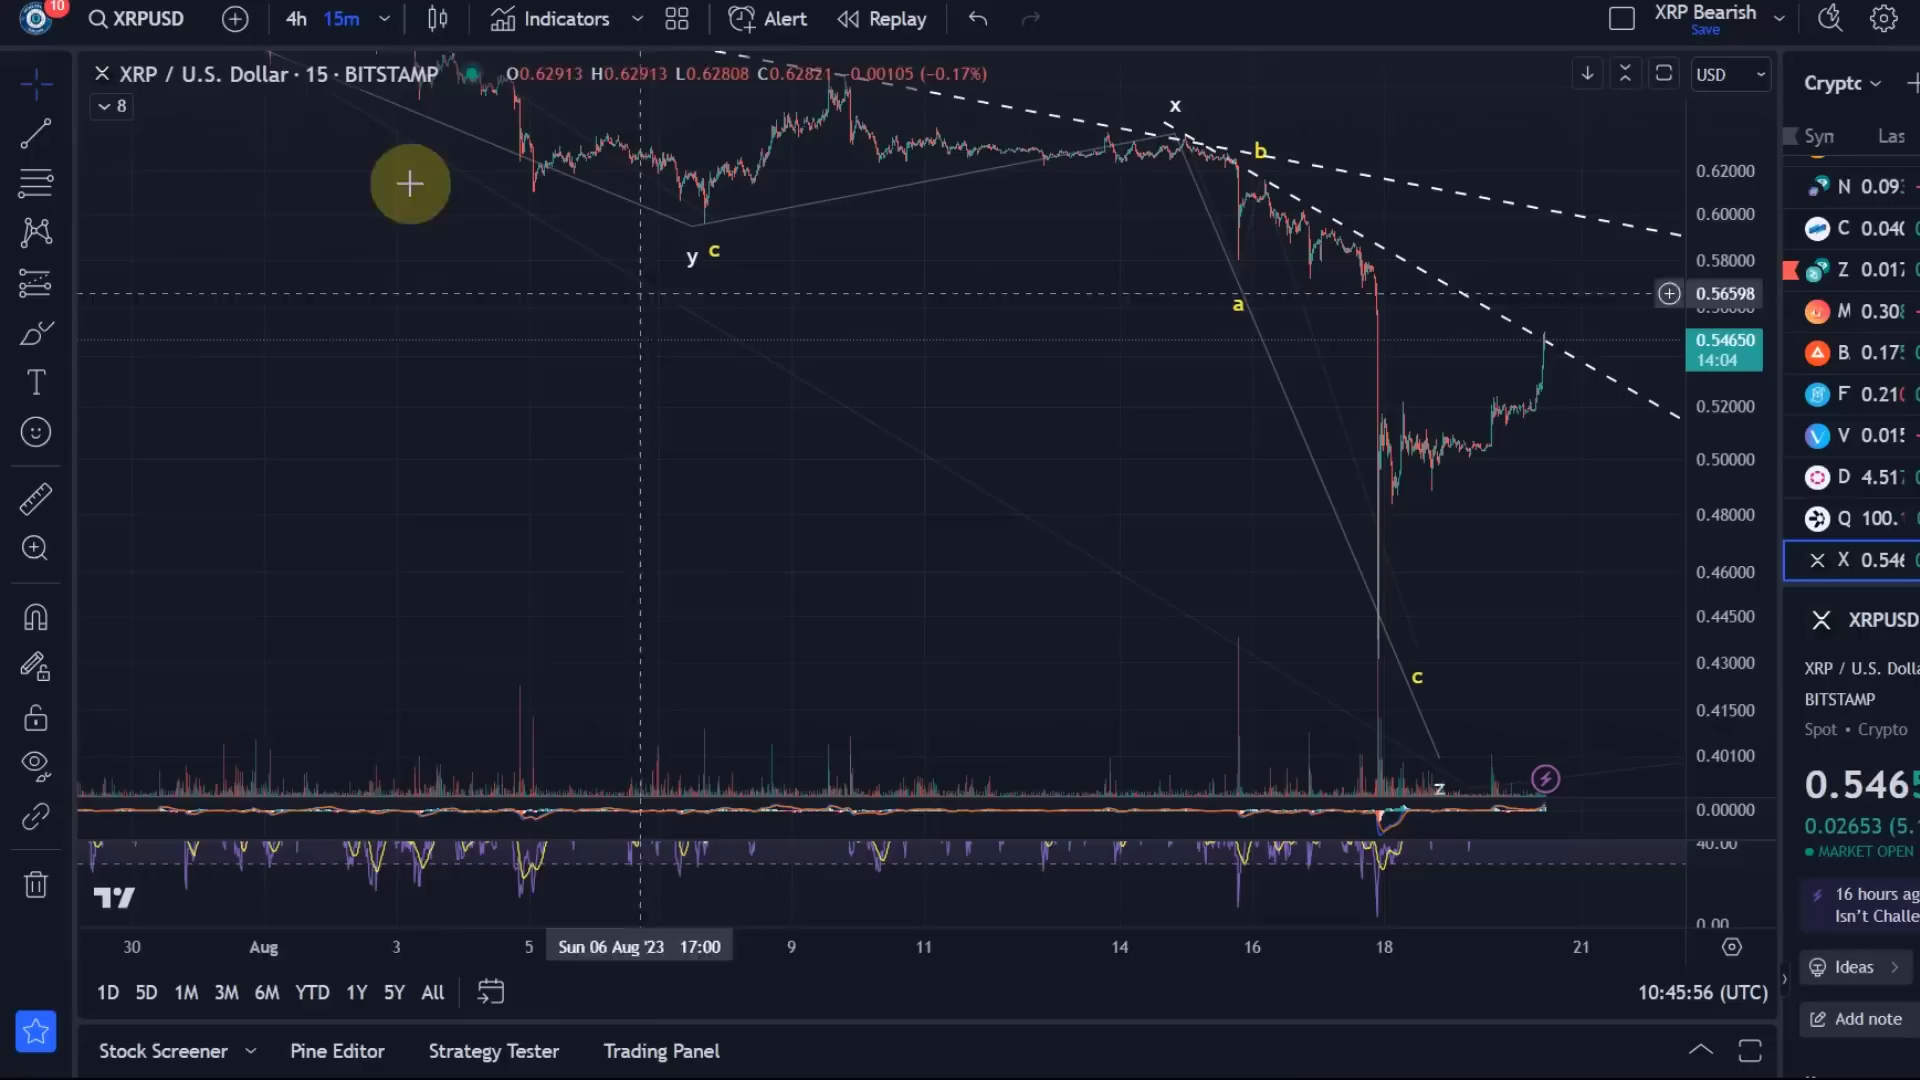 10
XRPUSD
4h
15m
Indicators
Alert
Replay
XRP Bearish
Save
XRP / U.S. Dollar · 15 · BITSTAMP
O0.62913 H0.62913 L0.62808 C0.62821 −0.00105 (−0.17%)
USD
8
x
b
y
c
a
c
z
0.62000
0.60000
0.58000
0.56598
0.54650
14:04
0.52000
0.50000
0.48000
0.46000
0.44500
0.43000
0.41500
0.40100
0.00000
40.00
0.00
30
Aug
3
5
Sun 06 Aug '23 17:00
9
11
14
16
18
21
1D
5D
1M
3M
6M
YTD
1Y
5Y
All
10:45:56 (UTC)
Stock Screener
Pine Editor
Strategy Tester
Trading Panel
Crypto
Syn
Las
N 0.09
C 0.04
Z 0.017
M 0.30
B 0.17
F 0.21
V 0.01
D 4.51
Q 100.
X 0.546
XRPUSD
XRP / U.S. Dolla
BITSTAMP
Spot • Crypto
0.546
0.02653 (5.
MARKET OPEN
16 hours ag
Isn't Challe
Ideas
Add note